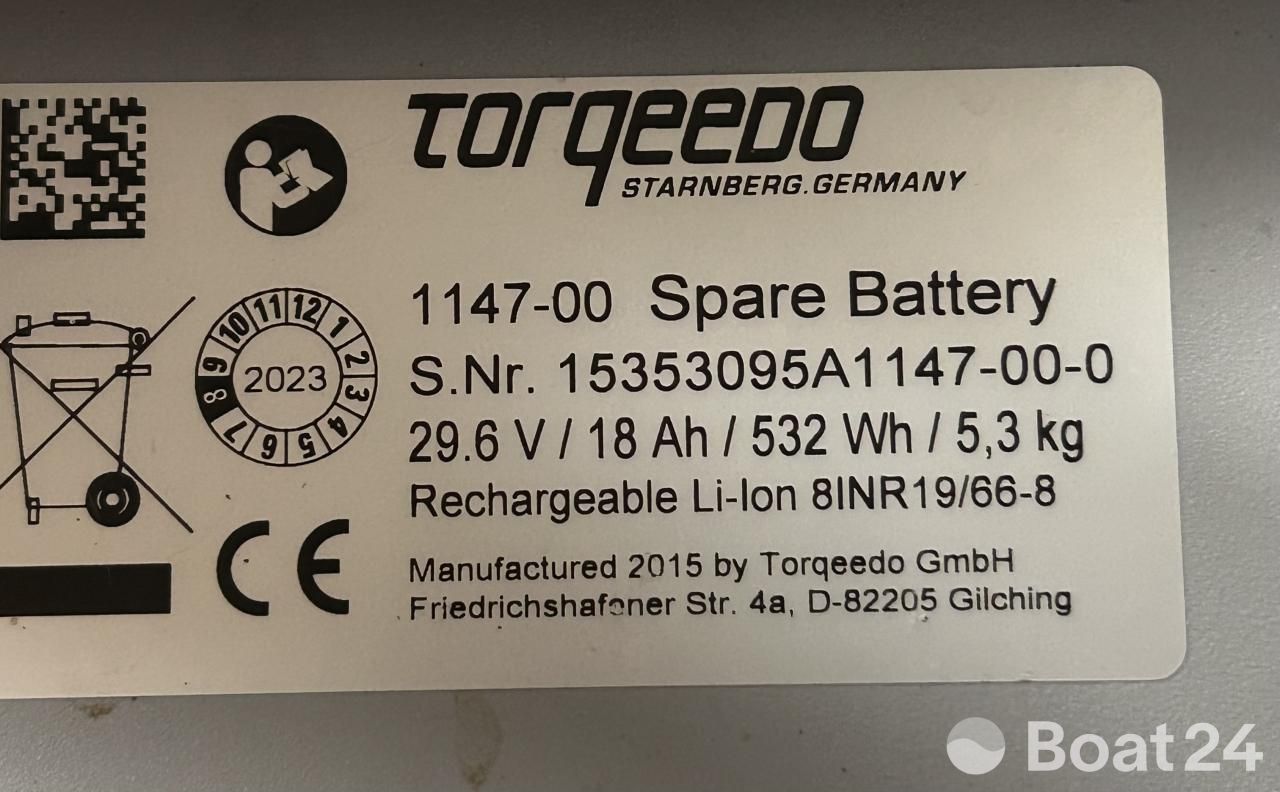 TORQEEDO
STARNBERG.GERMANY
1147-00 Spare Battery
S.Nr. 15353095A1147-00-0
29.6 V / 18 Ah / 532 Wh / 5,3 kg
Rechargeable Li-Ion 8INR19/66-8
Manufactured 2015 by Torqeedo GmbH
Friedrichshafener Str. 4a, D-82205 Gilching
1 2 3 4 5 6 7 8 9 10 11 12
2023
CE
Boat24